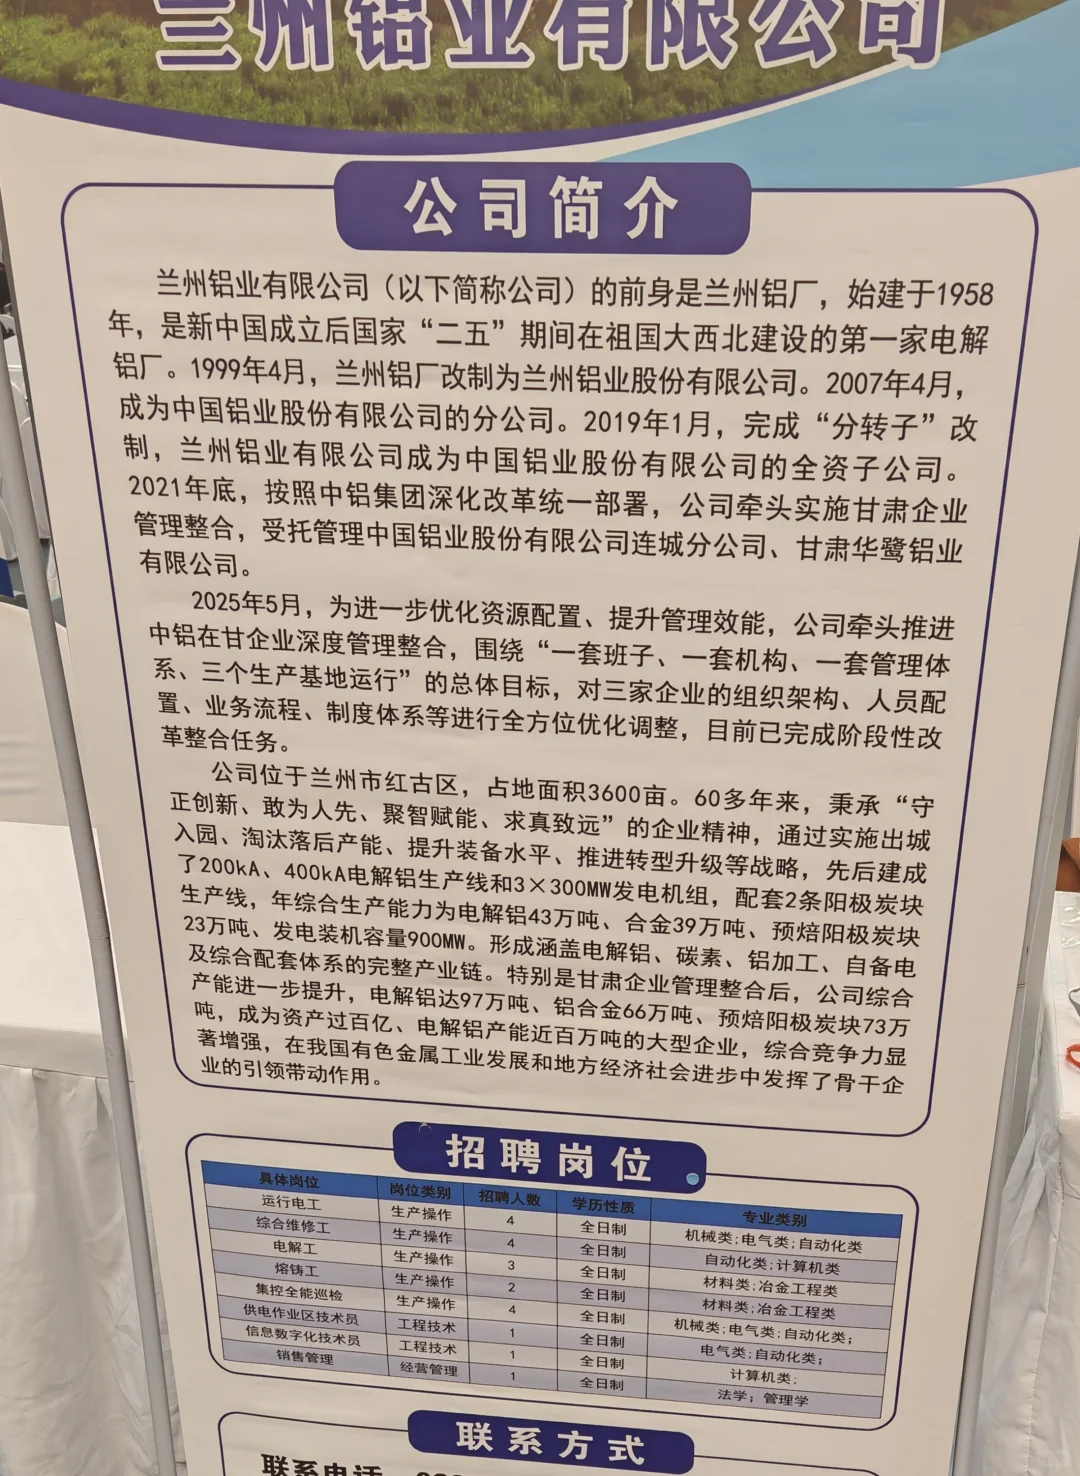 兰州铝业有限公司
公司简介
兰州铝业有限公司（以下简称公司）的前身是兰州铝厂，始建于1958
年，是新中国成立后国家“二五”期间在祖国大西北建设的第一家电解
铝厂。1999年4月，兰州铝厂改制为兰州铝业股份有限公司。2007年4月，
成为中国铝业股份有限公司的分公司。2019年1月，完成“分转子”改
制，兰州铝业有限公司成为中国铝业股份有限公司的全资子公司。
2021年底，按照中铝集团深化改革统一部署，公司牵头实施甘肃企业
管理整合，受托管理中国铝业股份有限公司连城分公司、甘肃华鹭铝业
有限公司。
2025年5月，为进一步优化资源配置、提升管理效能，公司牵头推进
中铝在甘企业深度管理整合，围绕“一套班子、一套机构、一套管理体
系、三个生产基地运行”的总体目标，对三家企业的组织架构、人员配
置、业务流程、制度体系等进行全方位优化调整，目前已完成阶段性改
革整合任务。
公司位于兰州市红古区，占地面积3600亩。60多年来，秉承“守
正创新、敢为人先、聚智赋能、求真致远”的企业精神，通过实施出城
入园、淘汰落后产能、提升装备水平、推进转型升级等战略，先后建成
了200kA、400kA电解铝生产线和3×300MW发电机组，配套2条阳极炭块
生产线，年综合生产能力为电解铝43万吨、合金39万吨、预焙阳极炭块
23万吨、发电装机容量900MW。形成涵盖电解铝、碳素、铝加工、自备电
及综合配套体系的完整产业链。特别是甘肃企业管理整合后，公司综合
产能进一步提升，电解铝达97万吨、铝合金66万吨、预焙阳极炭块73万
吨，成为资产过百亿、电解铝产能近百万吨的大型企业，综合竞争力显
著增强，在我国有色金属工业发展和地方经济社会进步中发挥了骨干企
业的引领带动作用。
招聘岗位
具体岗位 岗位类别 招聘人数 学历性质 专业类别
运行电工 生产操作 4 全日制 机械类;电气类;自动化类
综合维修工 生产操作 4 全日制 自动化类;计算机类
电解工 生产操作 3 全日制 材料类;冶金工程类
熔铸工 生产操作 2 全日制 材料类;冶金工程类
集控全能巡检 生产操作 4 全日制 机械类;电气类;自动化类;
供电作业区技术员 工程技术 1 全日制 电气类;自动化类;
信息数字化技术员 工程技术 1 全日制 计算机类;
销售管理 经营管理 1 全日制 法学；管理学
联系方式
联系电话